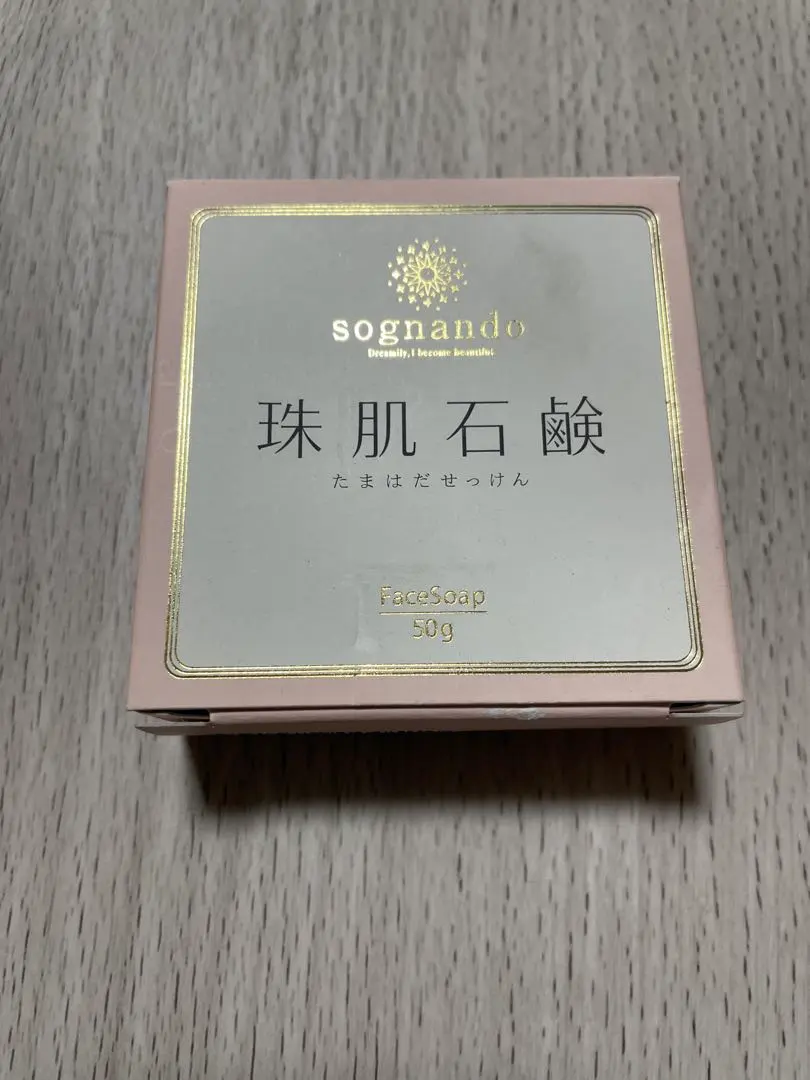 sognando
Dreamily, I become beautiful
珠肌石鹸
たまはだせっけん
FaceSoap
50g